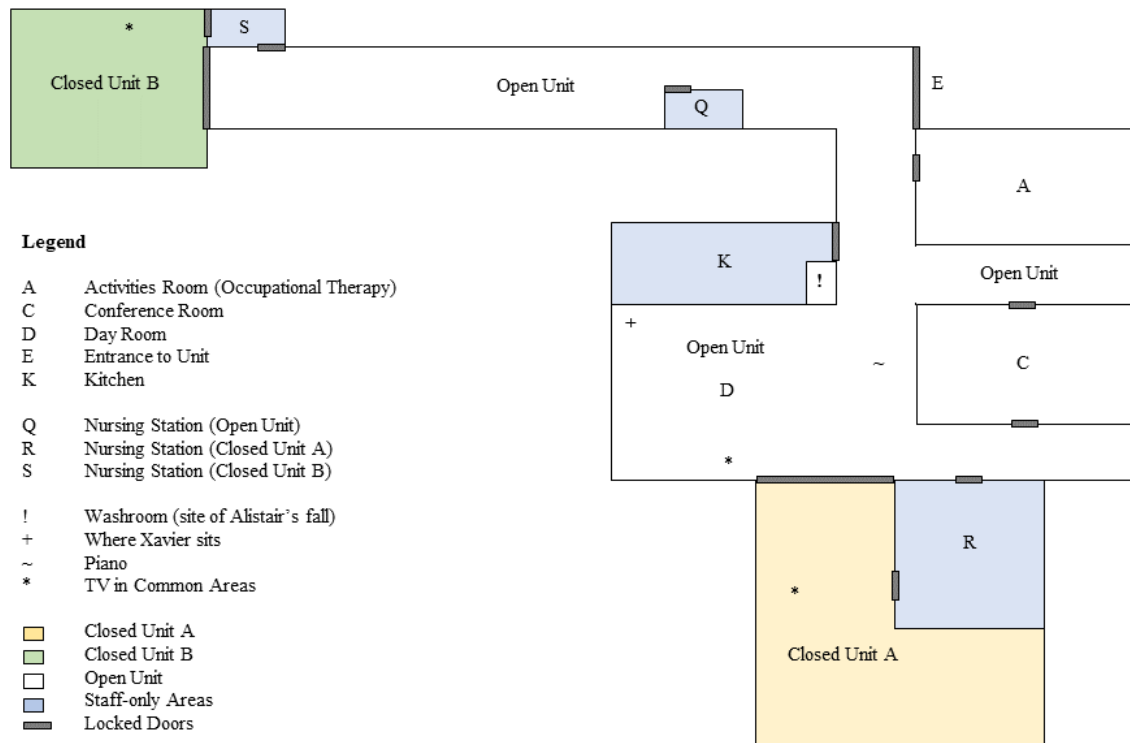 *
S
Closed Unit B
Open Unit
E
Q
A
Legend
K
Open Unit
!
A Activities Room (Occupational Therapy)
C Conference Room
D Day Room
E Entrance to Unit
K Kitchen
+
Open Unit
~
C
D
Q Nursing Station (Open Unit)
R Nursing Station (Closed Unit A)
S Nursing Station (Closed Unit B)
*
! Washroom (site of Alistair's fall)
+ Where Xavier sits
~ Piano
* TV in Common Areas
R
*
Closed Unit A
Closed Unit A
Closed Unit B
Open Unit
Staff-only Areas
Locked Doors